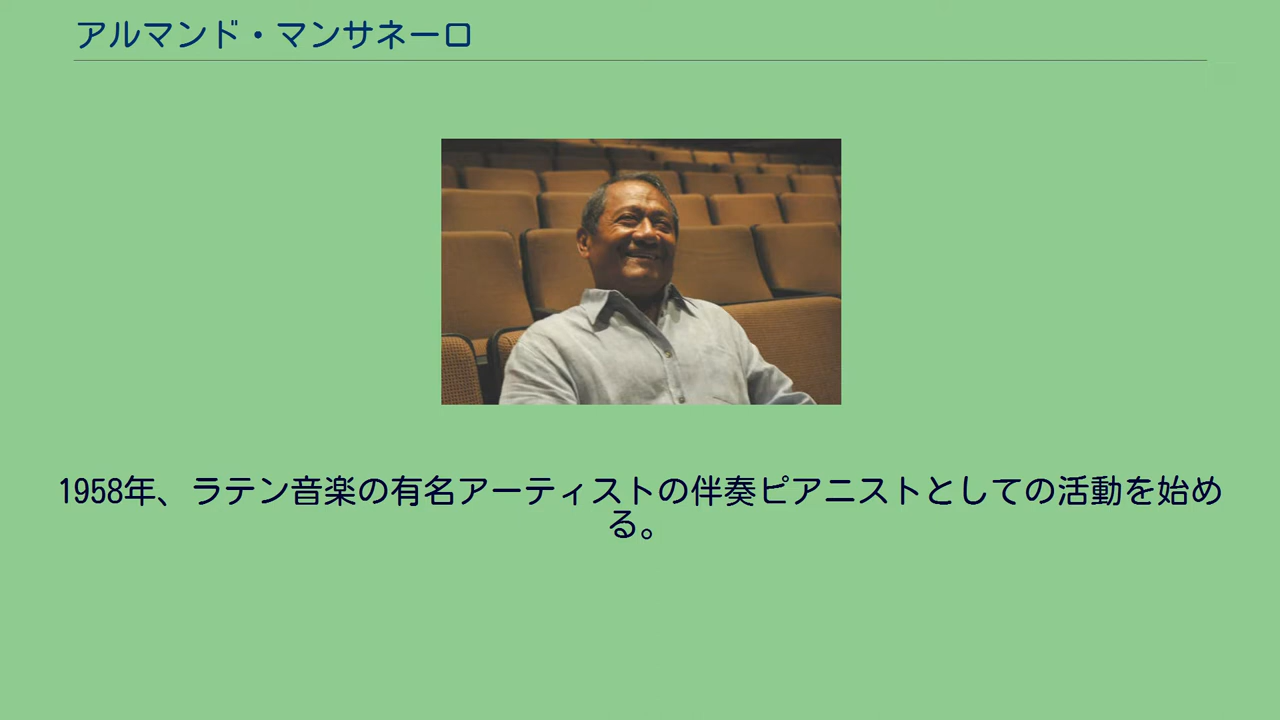 アルマンド・マンサネーロ
1958年、ラテン音楽の有名アーティストの伴奏ピアニストとしての活動を始め
る。